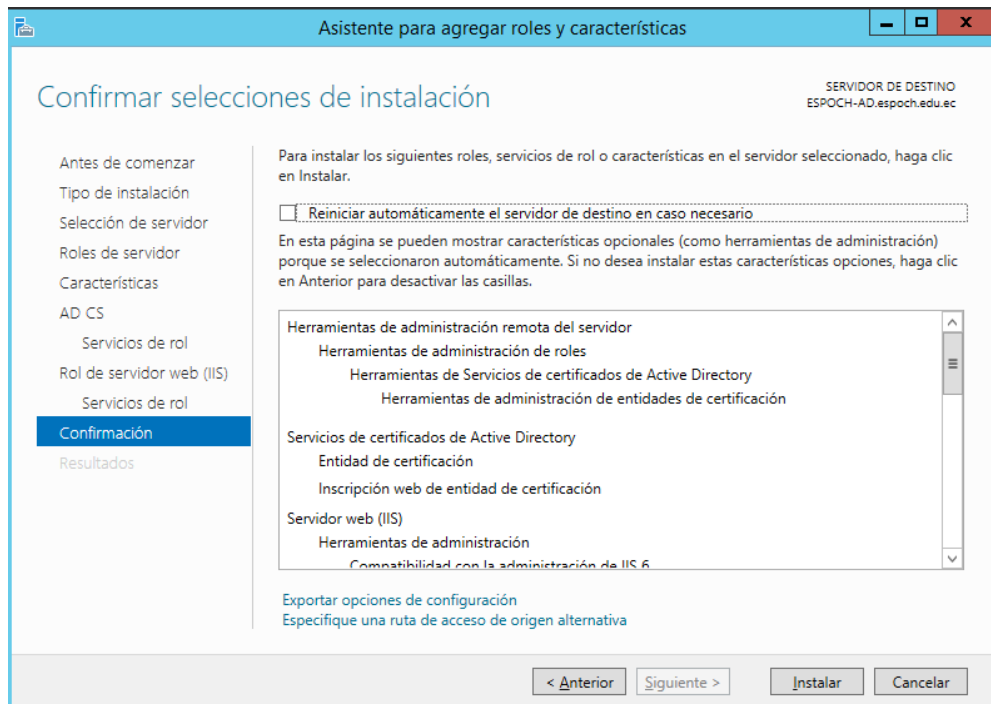 Asistente para agregar roles y características
Confirmar selecciones de instalación
SERVIDOR DE DESTINO
ESPOCH-AD.espoch.edu.ec
Antes de comenzar
Tipo de instalación
Selección de servidor
Roles de servidor
Características
AD CS
Servicios de rol
Rol de servidor web (IIS)
Servicios de rol
Confirmación
Resultados
Para instalar los siguientes roles, servicios de rol o características en el servidor seleccionado, haga clic
en Instalar.
Reiniciar automáticamente el servidor de destino en caso necesario
En esta página se pueden mostrar características opcionales (como herramientas de administración)
porque se seleccionaron automáticamente. Si no desea instalar estas características opciones, haga clic
en Anterior para desactivar las casillas.
Herramientas de administración remota del servidor
Herramientas de administración de roles
Herramientas de Servicios de certificados de Active Directory
Herramientas de administración de entidades de certificación
Servicios de certificados de Active Directory
Entidad de certificación
Inscripción web de entidad de certificación
Servidor web (IIS)
Herramientas de administración
Compatibilidad con la administración de IIS 6
Exportar opciones de configuración
Especifique una ruta de acceso de origen alternativa
< Anterior
Siguiente >
Instalar
Cancelar